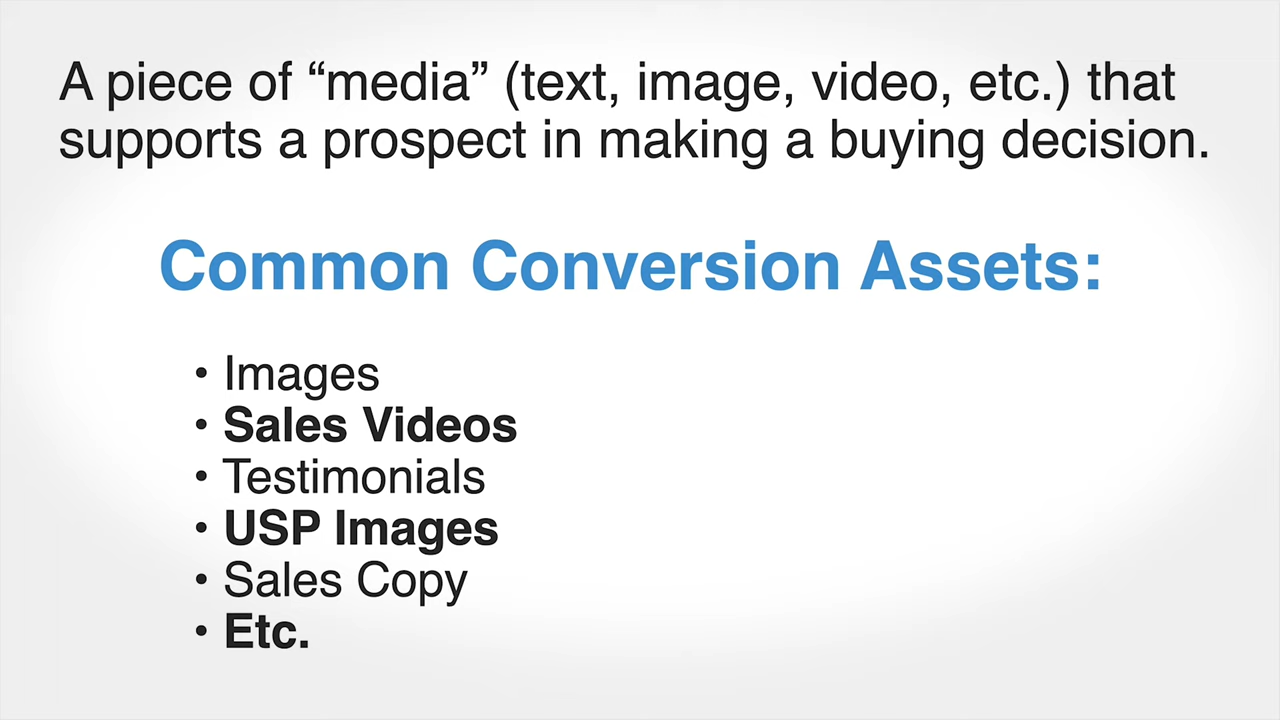 A piece of “media” (text, image, video, etc.) that
supports a prospect in making a buying decision.
Common Conversion Assets:
• Images
• Sales Videos
• Testimonials
• USP Images
• Sales Copy
• Etc.